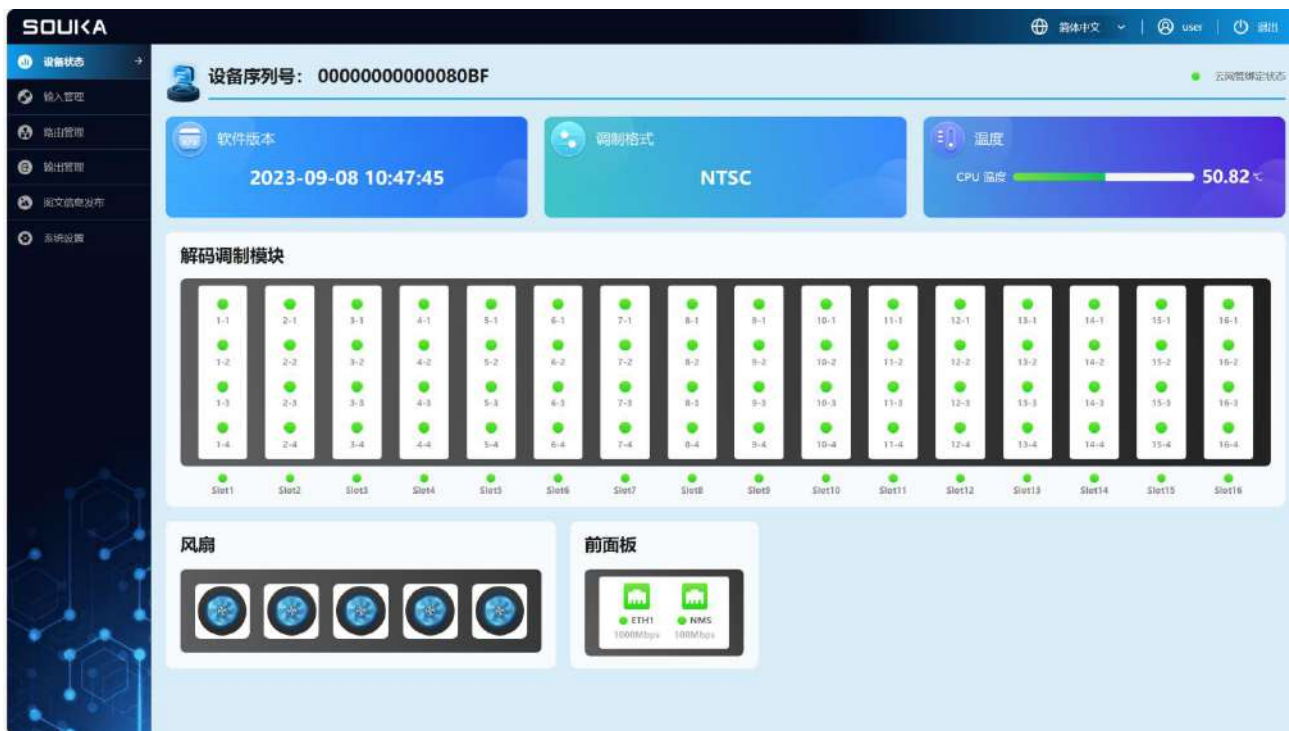 SOUKA
简体中文 | user | 退出
设备状态
输入管理
路由管理
输出管理
图文信息发布
系统设置
设备序列号： 00000000000080BF
云网管绑定状态
软件版本
2023-09-08 10:47:45
调制格式
NTSC
温度
CPU 温度 50.82 ℃
解码调制模块
1-1 2-1 3-1 4-1 5-1 6-1 7-1 8-1 9-1 10-1 11-1 12-1 13-1 14-1 15-1 16-1
1-2 2-2 3-2 4-2 5-2 6-2 7-2 8-2 9-2 10-2 11-2 12-2 13-2 14-2 15-2 16-2
1-3 2-3 3-3 4-3 5-3 6-3 7-3 8-3 9-3 10-3 11-3 12-3 13-3 14-3 15-3 16-3
1-4 2-4 3-4 4-4 5-4 6-4 7-4 8-4 9-4 10-4 11-4 12-4 13-4 14-4 15-4 16-4
Slot1 Slot2 Slot3 Slot4 Slot5 Slot6 Slot7 Slot8 Slot9 Slot10 Slot11 Slot12 Slot13 Slot14 Slot15 Slot16
风扇
前面板
ETH1 NMS
1000Mbps 100Mbps